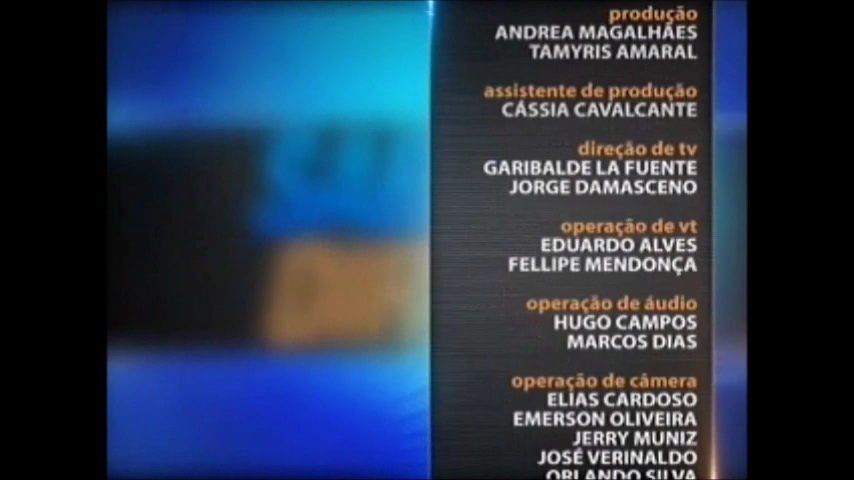 produção
ANDREA MAGALHÃES
TAMYRIS AMARAL
assistente de produção
CÁSSIA CAVALCANTE
direção de tv
GARIBALDE LA FUENTE
JORGE DAMASCENO
operação de vt
EDUARDO ALVES
FELLIPE MENDONÇA
operação de áudio
HUGO CAMPOS
MARCOS DIAS
operação de câmera
ELIAS CARDOSO
EMERSON OLIVEIRA
JERRY MUNIZ
JOSÉ VERINALDO
ORLANDO SILVA